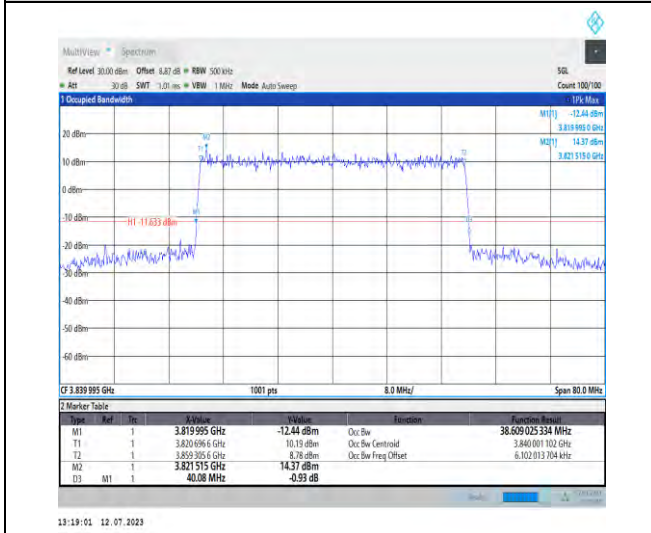 MultiView Spectrum
Ref Level 30.00 dBm Offset 8.87 dB RBW 500 kHz SGL
Att 30 dB SWT 1.01 ms VBW 1 MHz Mode Auto Sweep Count 100/100
1 Occupied Bandwidth 1Pk Max
M1[1] -12.44 dBm
3.819 995 0 GHz
M2[1] 14.37 dBm
3.821 515 0 GHz
20 dBm
M2
T1
T2
10 dBm
0 dBm
-10 dBm
M1
H1 -11.633 dBm
-20 dBm
-30 dBm
-40 dBm
-50 dBm
-60 dBm
CF 3.839 995 GHz 1001 pts 8.0 MHz/ Span 80.0 MHz
2 Marker Table
Type Ref Trc X-Value Y-Value Function Function Result
M1 1 3.819 995 GHz -12.44 dBm Occ Bw 38.609 025 334 MHz
T1 1 3.820 696 6 GHz 10.19 dBm Occ Bw Centroid 3.840 001 102 GHz
T2 1 3.859 305 6 GHz 8.78 dBm Occ Bw Freq Offset 6.102 013 704 kHz
M2 1 3.821 515 GHz 14.37 dBm
D3 M1 1 40.08 MHz -0.93 dB
13:19:01 12.07.2023